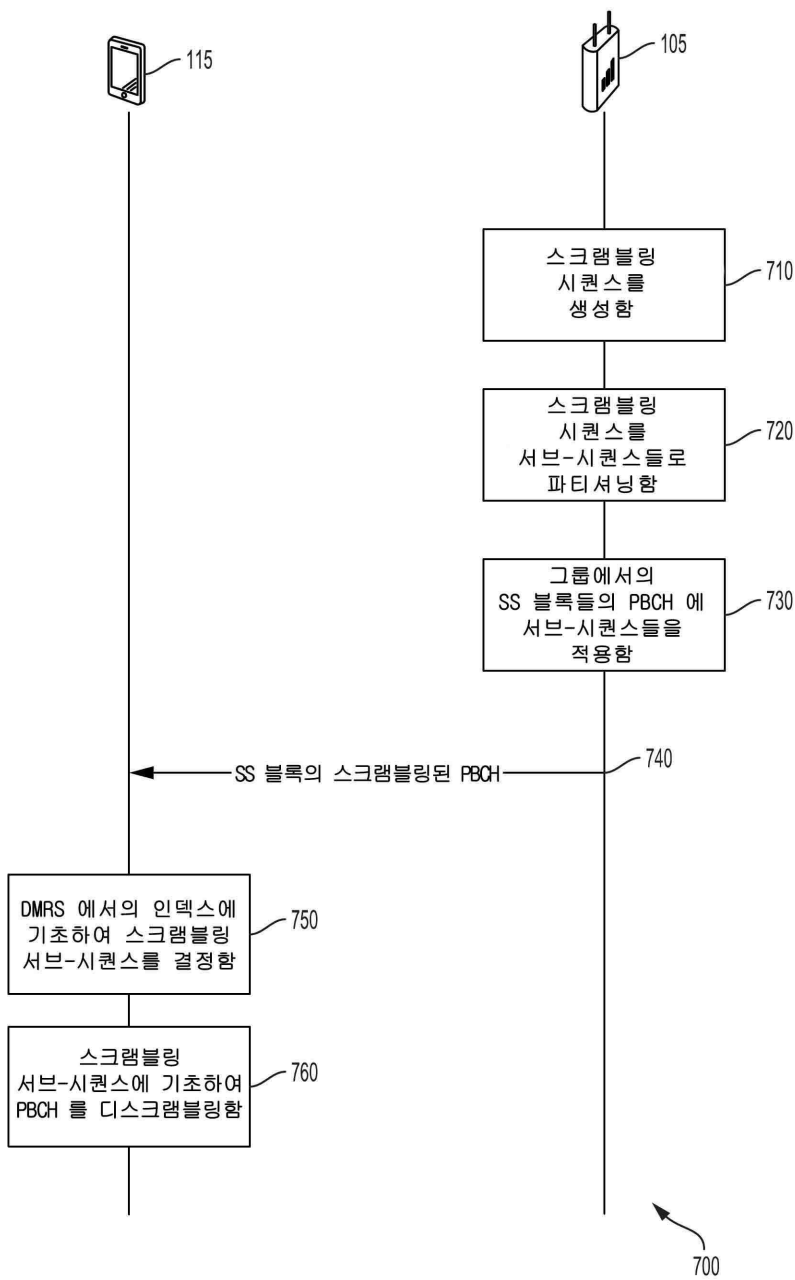 115
105
스크램블링
시퀀스를
생성함
710
스크램블링
시퀀스를
서브-시퀀스들로
파티셔닝함
720
그룹에서의
SS 블록들의 PBCH 에
서브-시퀀스들을
적용함
730
SS 블록의 스크램블링된 PBCH
740
DMRS 에서의 인덱스에
기초하여 스크램블링
서브-시퀀스를 결정함
750
스크램블링
서브-시퀀스에 기초하여
PBCH 를 디스크램블링함
760
700